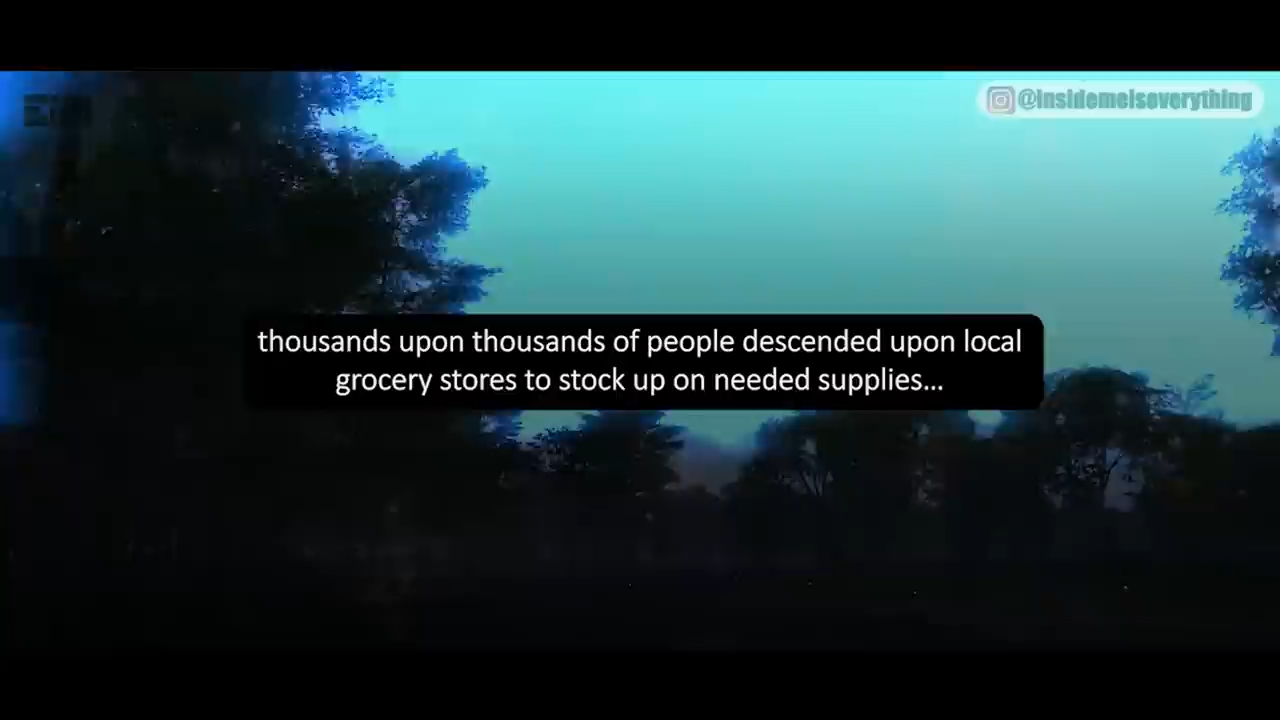 @insidemeiseverything
thousands upon thousands of people descended upon local
grocery stores to stock up on needed supplies...